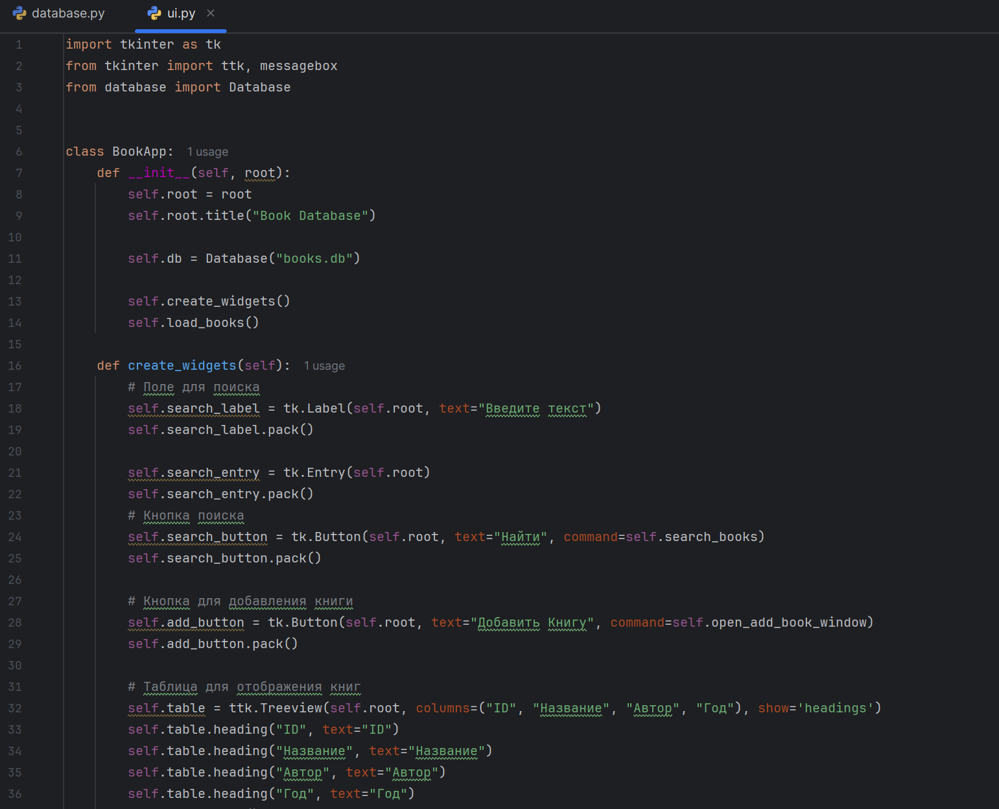 database.py ui.py ×
1 import tkinter as tk
2 from tkinter import ttk, messagebox
3 from database import Database
4
5
6 class BookApp: 1 usage
7     def __init__(self, root):
8         self.root = root
9         self.root.title("Book Database")
10
11         self.db = Database("books.db")
12
13         self.create_widgets()
14         self.load_books()
15
16     def create_widgets(self): 1 usage
17         # Поле для поиска
18         self.search_label = tk.Label(self.root, text="Введите текст")
19         self.search_label.pack()
20
21         self.search_entry = tk.Entry(self.root)
22         self.search_entry.pack()
23         # Кнопка поиска
24         self.search_button = tk.Button(self.root, text="Найти", command=self.search_books)
25         self.search_button.pack()
26
27         # Кнопка для добавления книги
28         self.add_button = tk.Button(self.root, text="Добавить Книгу", command=self.open_add_book_window)
29         self.add_button.pack()
30
31         # Таблица для отображения книг
32         self.table = ttk.Treeview(self.root, columns=("ID", "Название", "Автор", "Год"), show='headings')
33         self.table.heading("ID", text="ID")
34         self.table.heading("Название", text="Название")
35         self.table.heading("Автор", text="Автор")
36         self.table.heading("Год", text="Год")